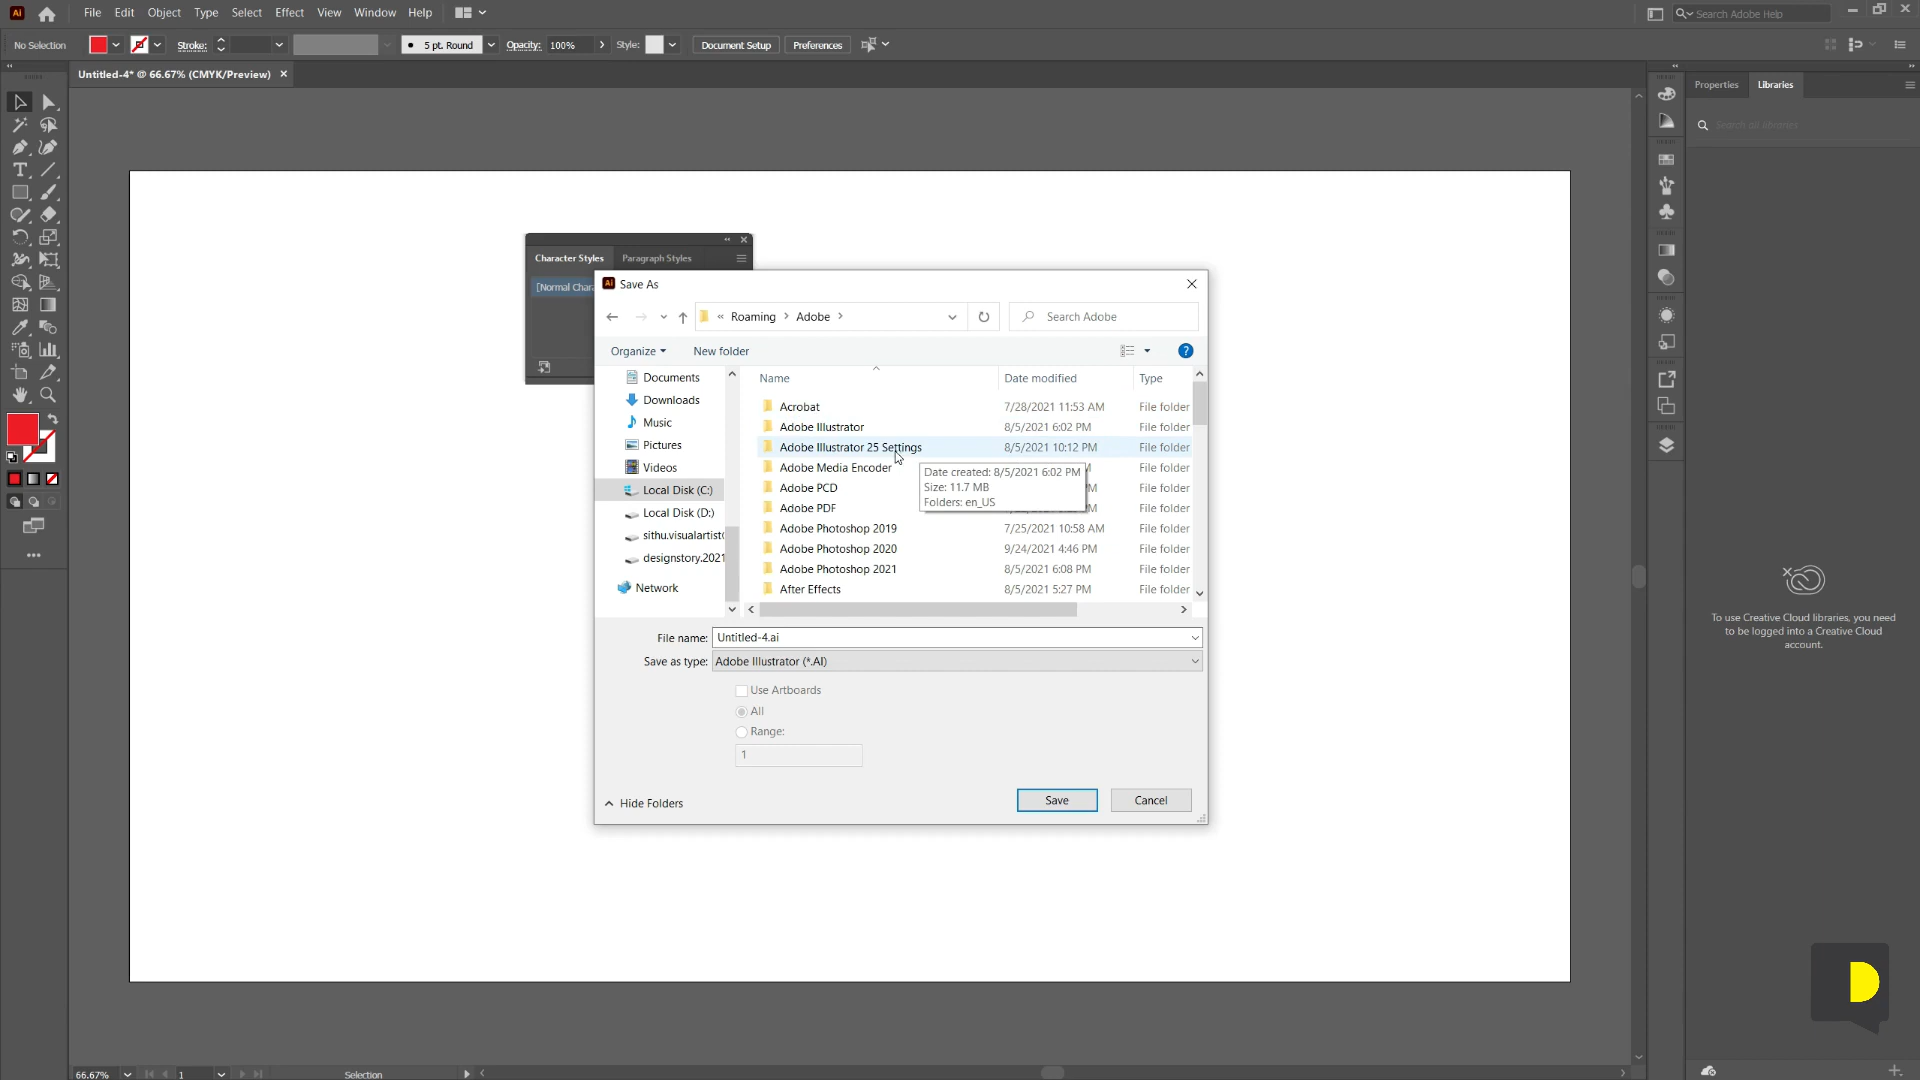 Ai File Edit Object Type Select Effect View Window Help Search Adobe Help
No Selection Stroke: 5 pt. Round Opacity: 100% Style: Document Setup Preferences
Untitled-4* @ 66.67% (CMYK/Preview)
Properties Libraries
Search all libraries
Character Styles Paragraph Styles
[Normal Chara
Ai Save As
« Roaming Adobe Search Adobe
Organize New folder ?
Name Date modified Type
Documents
Downloads
Music
Pictures
Videos
Local Disk (C:)
Local Disk (D:)
sithu.visualartist
designstory.2021
Network
Acrobat 7/28/2021 11:53 AM File folder
Adobe Illustrator 8/5/2021 6:02 PM File folder
Adobe Illustrator 25 Settings 8/5/2021 10:12 PM File folder
Adobe Media Encoder File folder
Adobe PCD File folder
Adobe PDF File folder
Adobe Photoshop 2019 7/25/2021 10:58 AM File folder
Adobe Photoshop 2020 9/24/2021 4:46 PM File folder
Adobe Photoshop 2021 8/5/2021 6:08 PM File folder
After Effects 8/5/2021 5:27 PM File folder
Date created: 8/5/2021 6:02 PM
Size: 11.7 MB
Folders: en_US
File name: Untitled-4.ai
Save as type: Adobe Illustrator (*.AI)
Use Artboards
All
Range:
1
Hide Folders Save Cancel
To use Creative Cloud libraries, you need
to be logged into a Creative Cloud
account.
D
66.67% 1 Selection